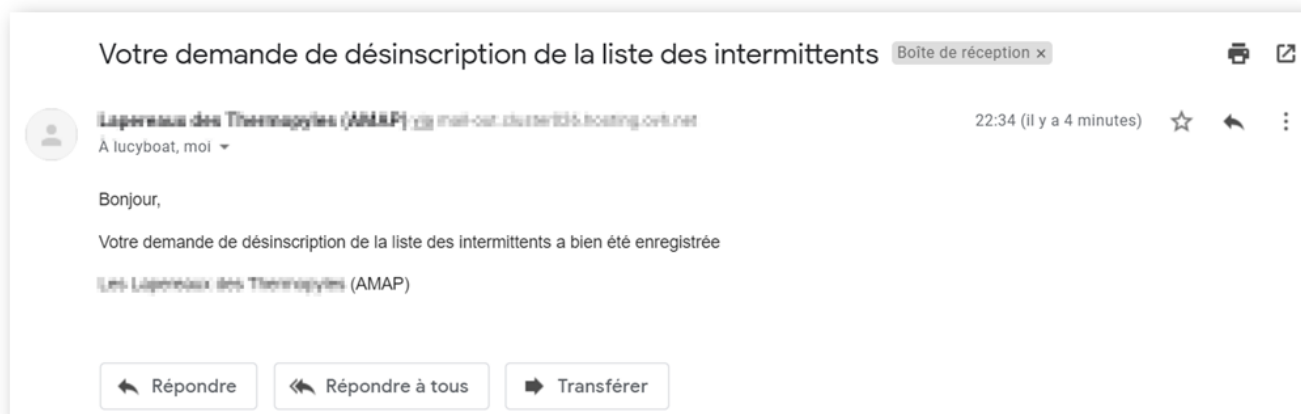 Votre demande de désinscription de la liste des intermittents Boîte de réception ×
22:34 (il y a 4 minutes)
À lucyboat, moi
Bonjour,
Votre demande de désinscription de la liste des intermittents a bien été enregistrée
(AMAP)
Répondre Répondre à tous Transférer